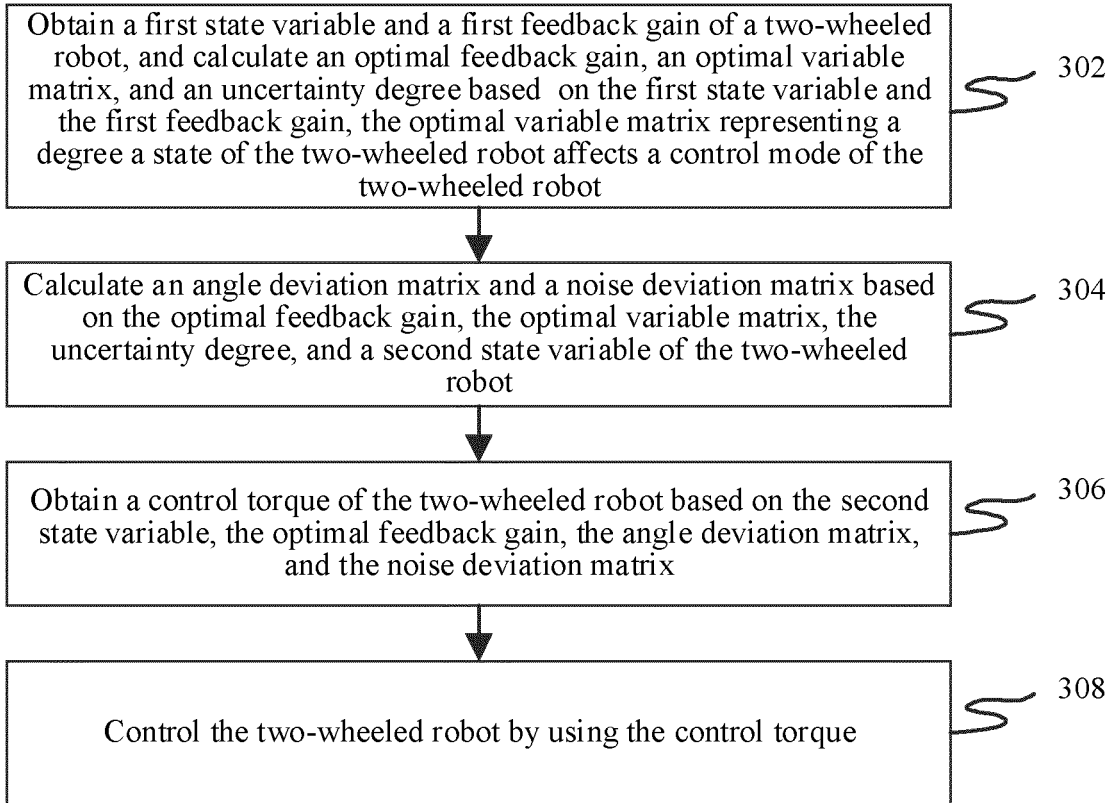 Obtain a first state variable and a first feedback gain of a two-wheeled
robot, and calculate an optimal feedback gain, an optimal variable
matrix, and an uncertainty degree based on the first state variable and
the first feedback gain, the optimal variable matrix representing a
degree a state of the two-wheeled robot affects a control mode of the
two-wheeled robot
302
Calculate an angle deviation matrix and a noise deviation matrix based
on the optimal feedback gain, the optimal variable matrix, the
uncertainty degree, and a second state variable of the two-wheeled
robot
304
Obtain a control torque of the two-wheeled robot based on the second
state variable, the optimal feedback gain, the angle deviation matrix,
and the noise deviation matrix
306
Control the two-wheeled robot by using the control torque
308